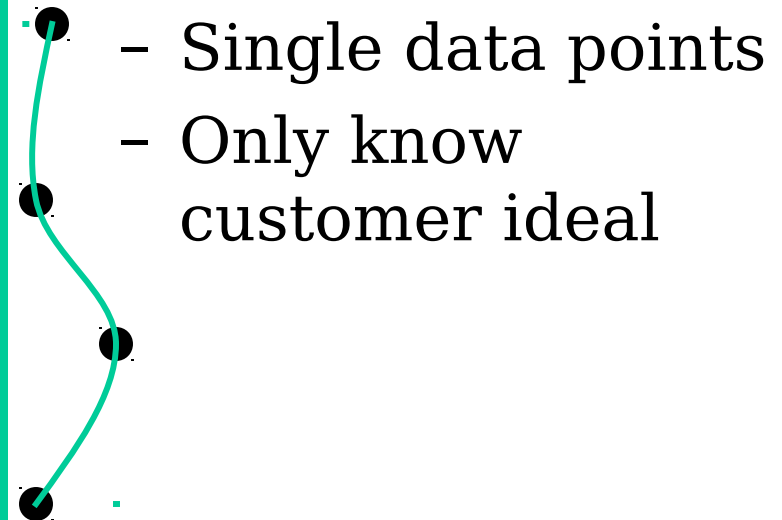 – Single data points
– Only know
customer ideal